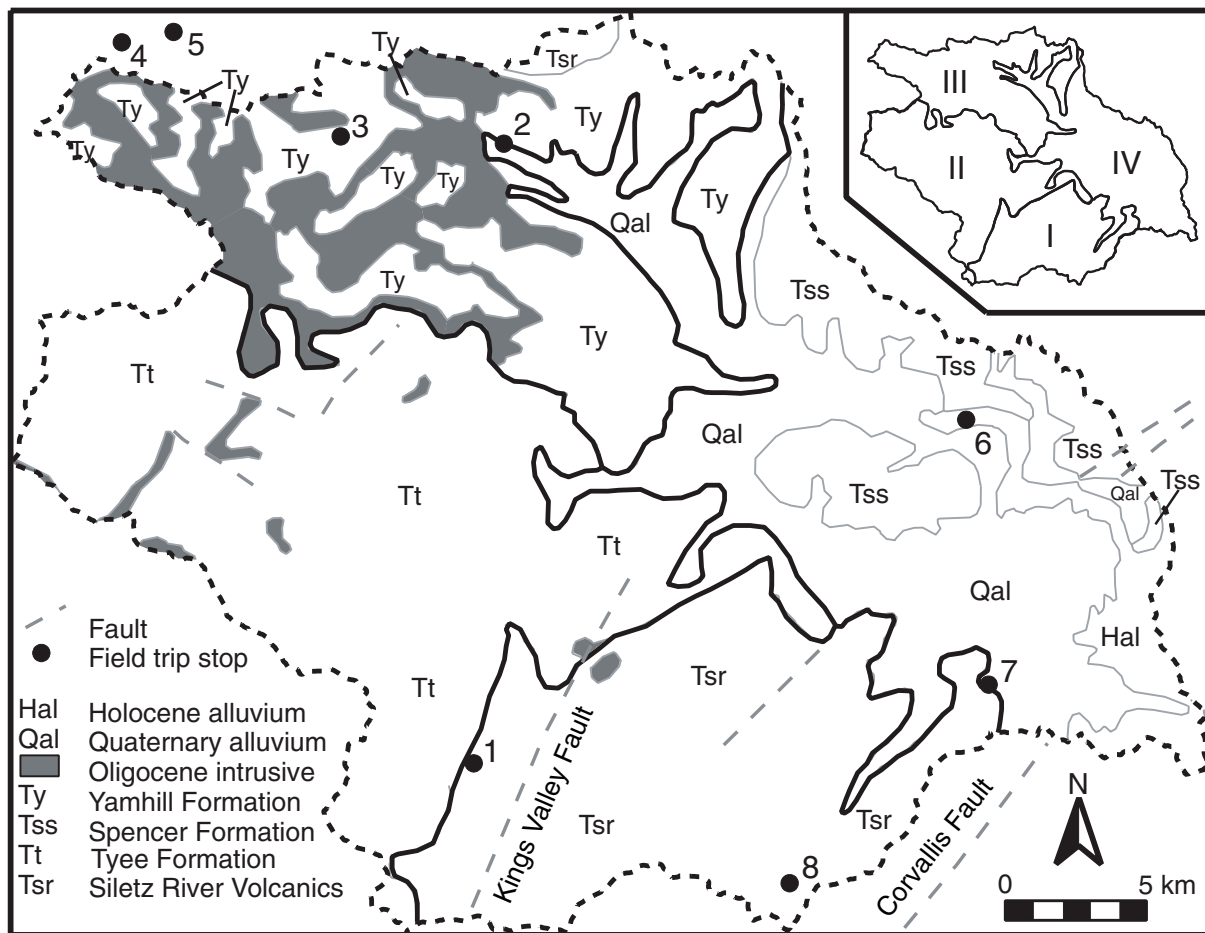 4
5
Ty
Tsr
Ty
Ty
Ty
3
Ty
2
Ty
Ty
Ty
Ty
Qal
Ty
Ty
Tss
III
II
IV
I
Tt
Tss
Qal
6
Tss
Tss
Tss
Qal
Tt
Tt
Qal
Hal
7
Tt
Tsr
1
Kings Valley Fault
Tsr
Tsr
8
Corvallis Fault
N
0 5 km
Fault
Field trip stop
Hal Holocene alluvium
Qal Quaternary alluvium
Oligocene intrusive
Ty Yamhill Formation
Tss Spencer Formation
Tt Tyee Formation
Tsr Siletz River Volcanics